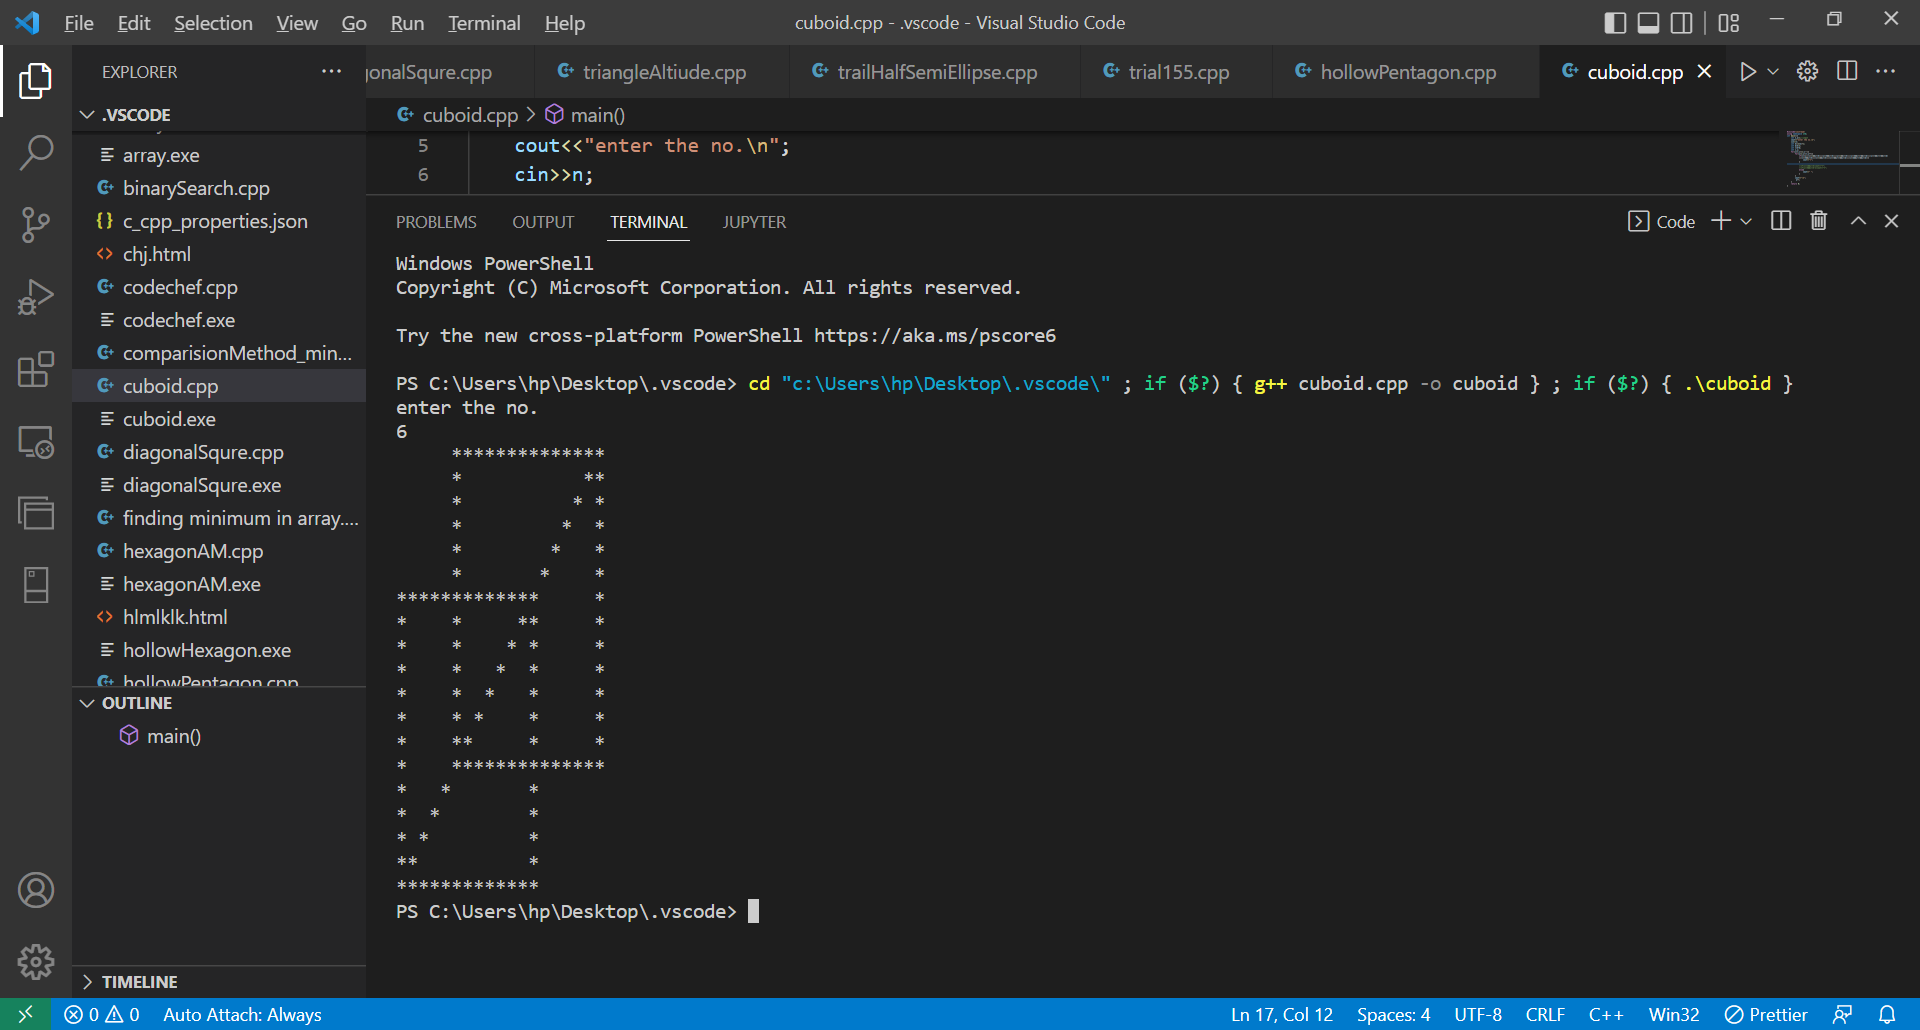 File Edit Selection View Go Run Terminal Help cuboid.cpp - .vscode - Visual Studio Code
EXPLORER
onalSqure.cpp triangleAltiude.cpp trailHalfSemiEllipse.cpp trial155.cpp hollowPentagon.cpp cuboid.cpp
.VSCODE
array.exe
binarySearch.cpp
c_cpp_properties.json
chj.html
codechef.cpp
codechef.exe
comparisionMethod_min...
cuboid.cpp
cuboid.exe
diagonalSqure.cpp
diagonalSqure.exe
finding minimum in array....
hexagonAM.cpp
hexagonAM.exe
hlmlklk.html
hollowHexagon.exe
hollowPentagon.cpp
OUTLINE
main()
TIMELINE
cuboid.cpp > main()
5 cout<<"enter the no.\n";
6 cin>>n;
PROBLEMS OUTPUT TERMINAL JUPYTER Code
Windows PowerShell
Copyright (C) Microsoft Corporation. All rights reserved.
Try the new cross-platform PowerShell https://aka.ms/pscore6
PS C:\Users\hp\Desktop\.vscode> cd "c:\Users\hp\Desktop\.vscode\" ; if ($?) { g++ cuboid.cpp -o cuboid } ; if ($?) { .\cuboid }
enter the no.
6
     **************
     *           **
     *          * *
     *         *  *
     *        *   *
     *       *    *
*************     *
*    *     **     *
*    *    * *     *
*    *   *  *     *
*    *  *   *     *
*    * *    *     *
*    **     *     *
*    **************
*   *       *
*  *        *
* *         *
**          *
*************
PS C:\Users\hp\Desktop\.vscode>
0 0 Auto Attach: Always Ln 17, Col 12 Spaces: 4 UTF-8 CRLF C++ Win32 Prettier